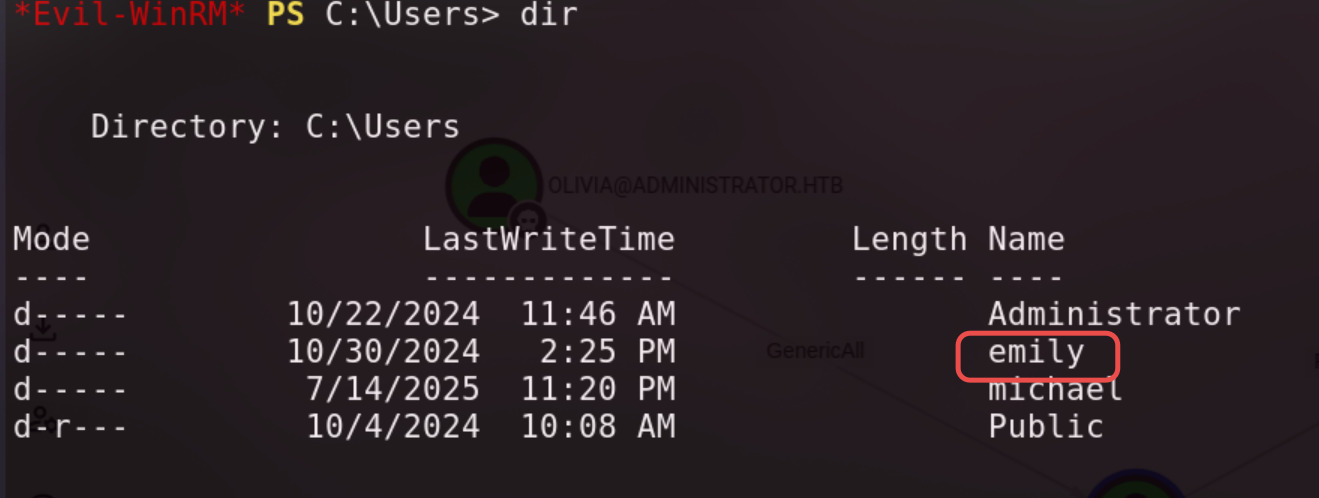 *Evil-WinRM* PS C:\Users> dir
Directory: C:\Users
OLIVIA@ADMINISTRATOR.HTB
Mode LastWriteTime Length Name
---- ------------- ------ ----
d----- 10/22/2024 11:46 AM Administrator
d----- 10/30/2024 2:25 PM emily
GenericAll
d----- 7/14/2025 11:20 PM michael
d-r--- 10/4/2024 10:08 AM Public